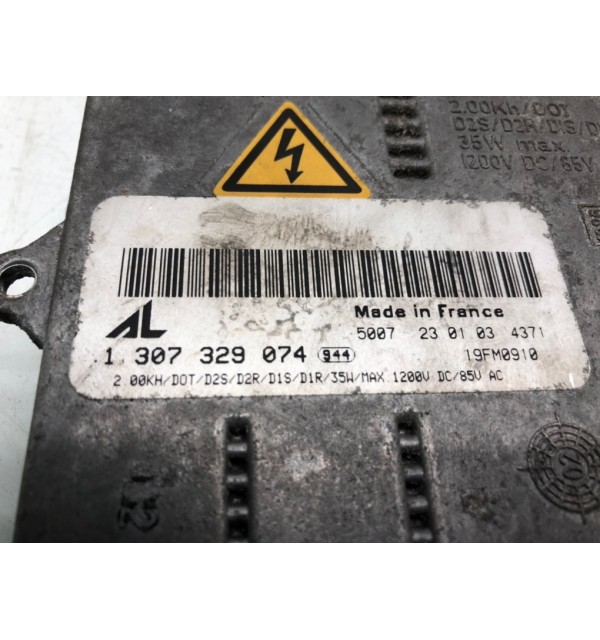 2.00Kh/DOT
D2S/D2R/D1S/D
35W max.
1200V DC/85V
AL
Made in France
5007 23 01 03 4371
1 307 329 074 944
19FM0910
2.00KH/DOT/D2S/D2R/D1S/D1R/35W/MAX 1200V DC/85V AC
02